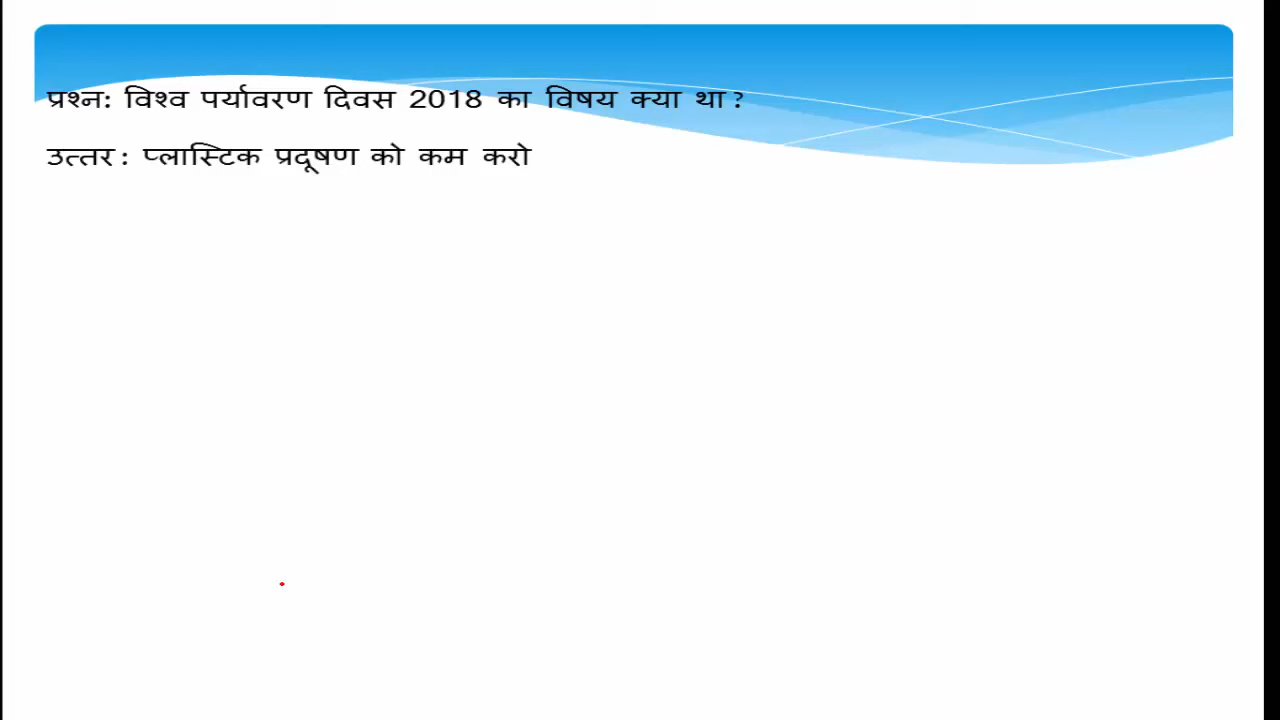 प्रश्न: विश्व पर्यावरण दिवस 2018 का विषय क्या था?
उत्तर: प्लास्टिक प्रदूषण को कम करो